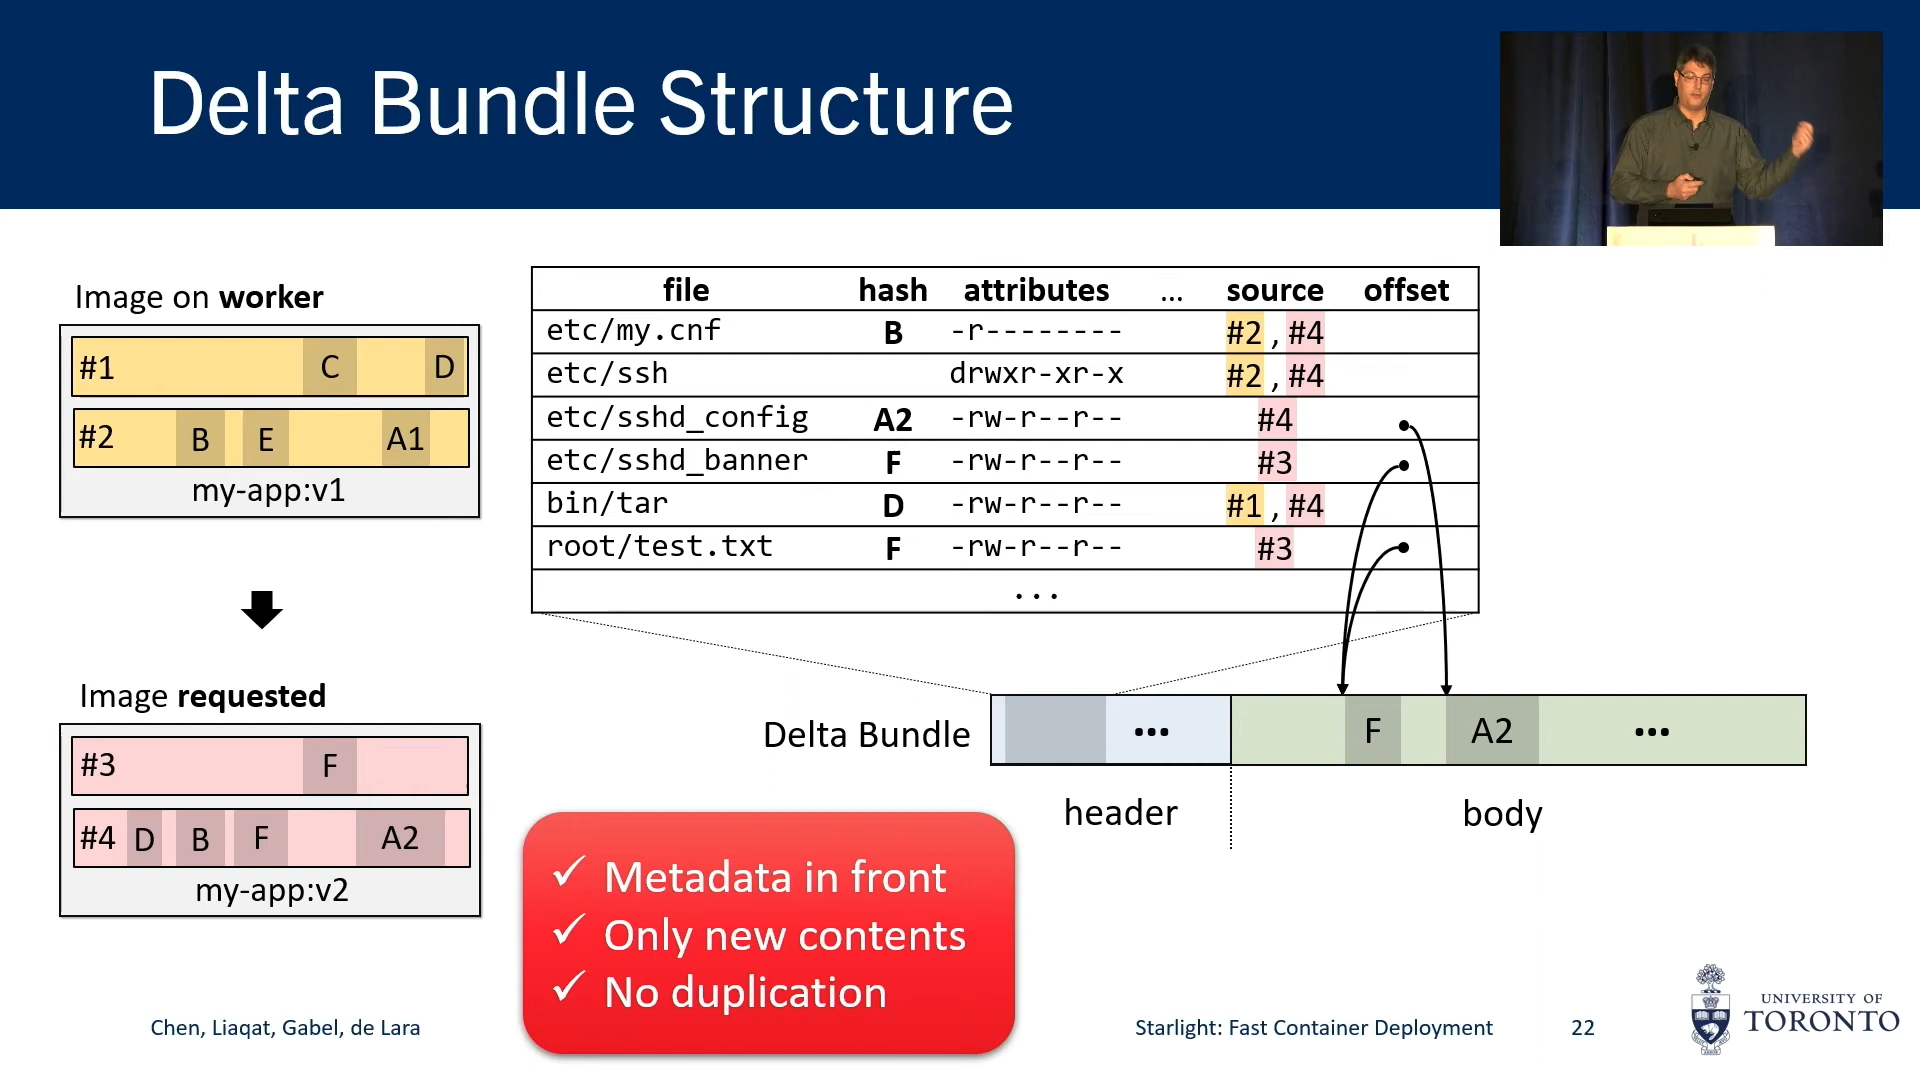 Delta Bundle Structure
Image on worker
#1 C D
#2 B E A1
my-app:v1
Image requested
#3 F
#4 D B F A2
my-app:v2
file hash attributes ... source offset
etc/my.cnf B -r-------- #2 , #4
etc/ssh drwxr-xr-x #2 , #4
etc/sshd_config A2 -rw-r--r-- #4
etc/sshd_banner F -rw-r--r-- #3
bin/tar D -rw-r--r-- #1 , #4
root/test.txt F -rw-r--r-- #3
...
Delta Bundle ... F A2 ...
header body
✓ Metadata in front
✓ Only new contents
✓ No duplication
Chen, Liaqat, Gabel, de Lara
Starlight: Fast Container Deployment 22
UNIVERSITY OF
TORONTO